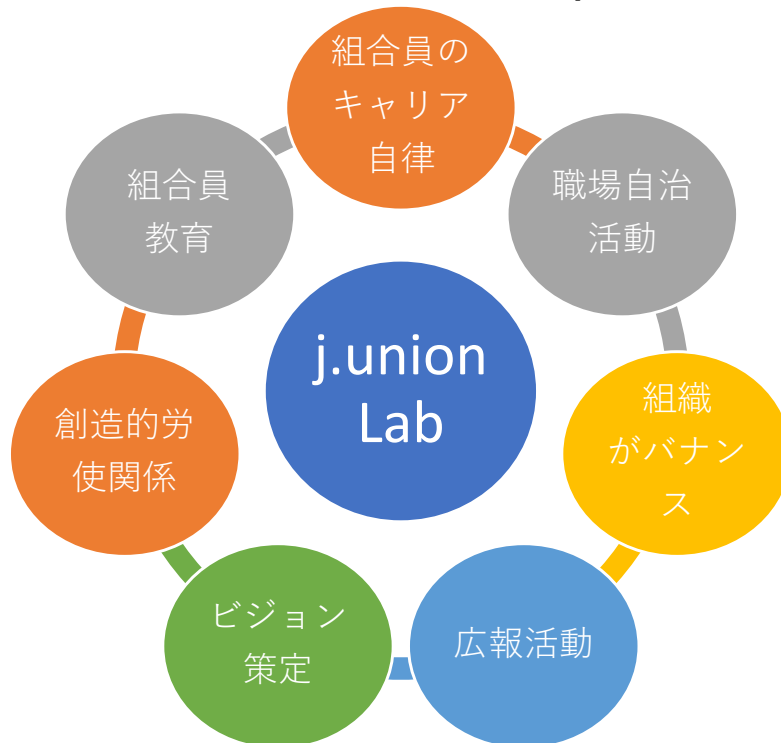 組合員の
キャリア
自律
組合員
教育
職場自治
活動
j.union
Lab
創造的労
使関係
組織
がバナン
ス
ビジョン
策定
広報活動